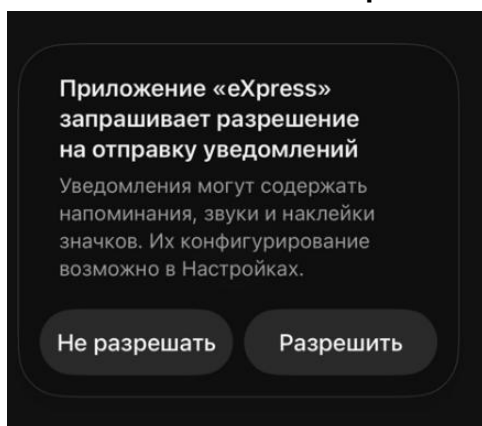 Приложение «eXpress»
запрашивает разрешение
на отправку уведомлений
Уведомления могут содержать
напоминания, звуки и наклейки
значков. Их конфигурирование
возможно в Настройках.
Не разрешать Разрешить